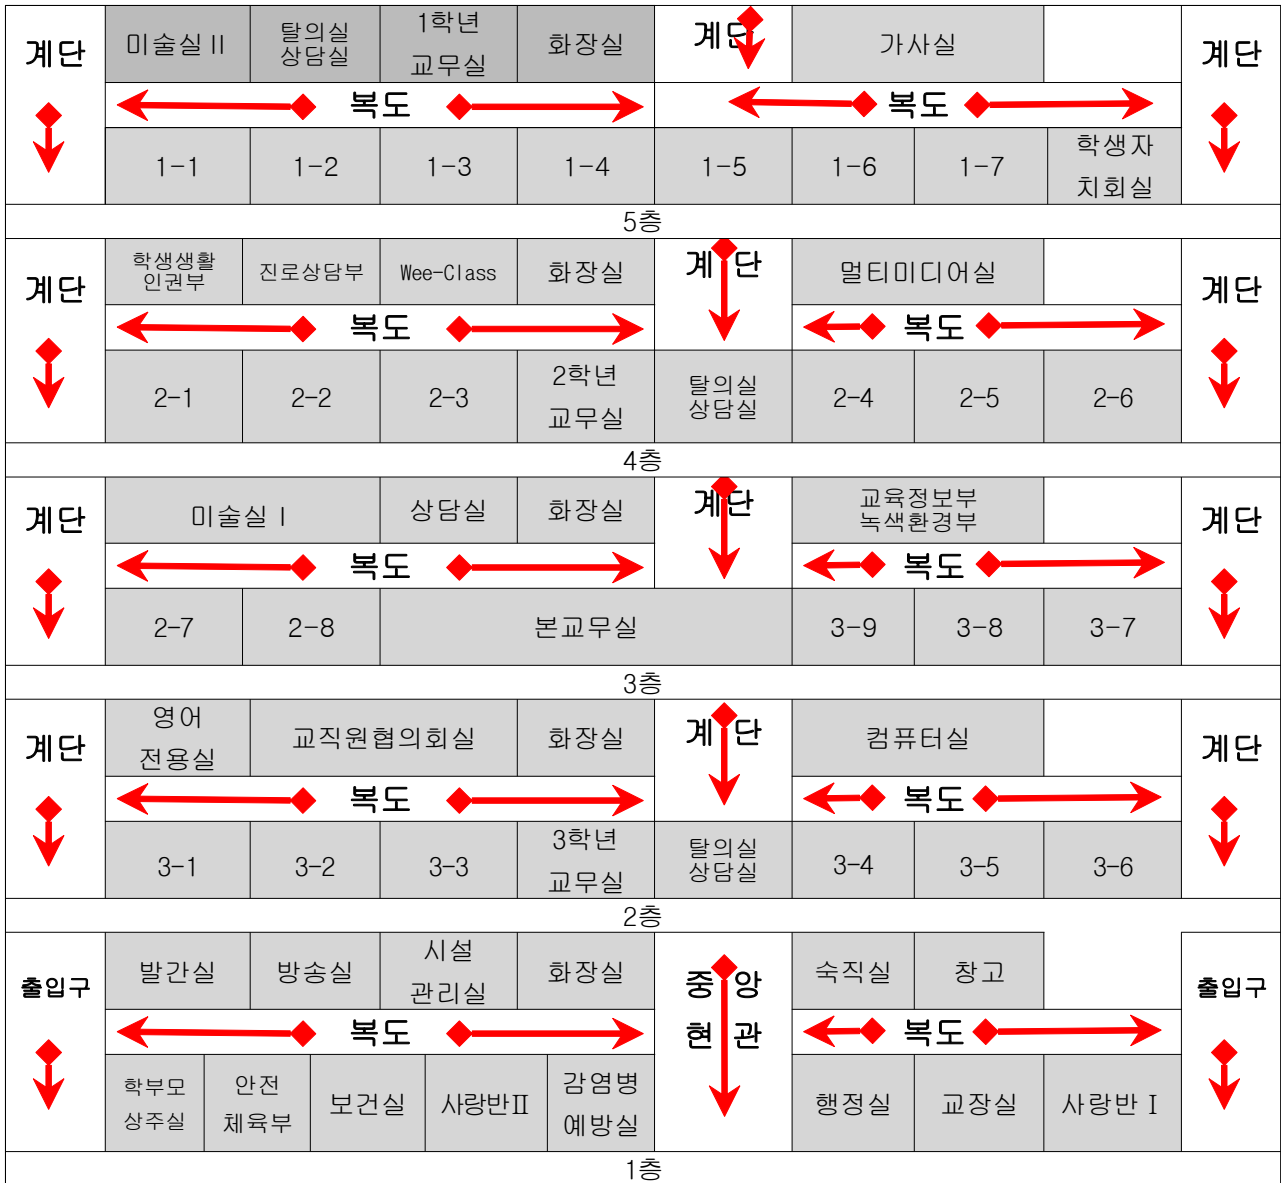 계단
미술실Ⅱ
탈의실
상담실
1학년
교무실
화장실
계단
가사실
계단
복도
복도
1-1
1-2
1-3
1-4
1-5
1-6
1-7
학생자
치회실
5층
계단
학생생활
인권부
진로상담부
Wee-Class
화장실
계 단
멀티미디어실
계단
복도
복도
2-1
2-2
2-3
2학년
교무실
탈의실
상담실
2-4
2-5
2-6
4층
계단
미술실Ⅰ
상담실
화장실
계단
교육정보부
녹색환경부
계단
복도
복도
2-7
2-8
본교무실
3-9
3-8
3-7
3층
계단
영어
전용실
교직원협의회실
화장실
계 단
컴퓨터실
계단
복도
복도
3-1
3-2
3-3
3학년
교무실
탈의실
상담실
3-4
3-5
3-6
2층
출입구
발간실
방송실
시설
관리실
화장실
중 앙
현 관
숙직실
창고
출입구
복도
복도
학부모
상주실
안전
체육부
보건실
사랑반Ⅱ
감염병
예방실
행정실
교장실
사랑반Ⅰ
1층